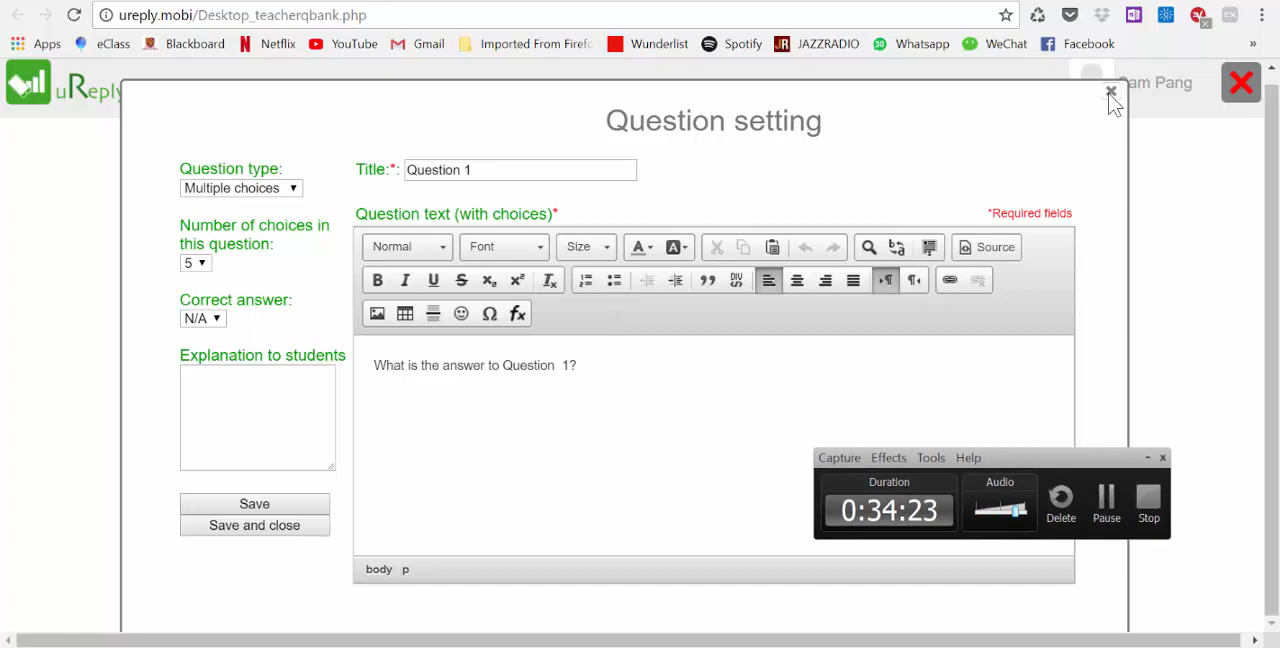 ureply.mobi/Desktop_teacherqbank.php
Apps eClass Blackboard Netflix YouTube Gmail Imported From Firefo Wunderlist Spotify JAZZRADIO Whatsapp WeChat Facebook »
uReply
Sam Pang
Question setting
Question type:
Multiple choices
Title:*: Question 1
Number of choices in
this question:
5
Question text (with choices)*
*Required fields
Normal Font Size Source
Correct answer:
N/A
Explanation to students
What is the answer to Question 1?
Save
Save and close
body p
Capture Effects Tools Help
Duration
0:34:23
Audio
Delete Pause Stop